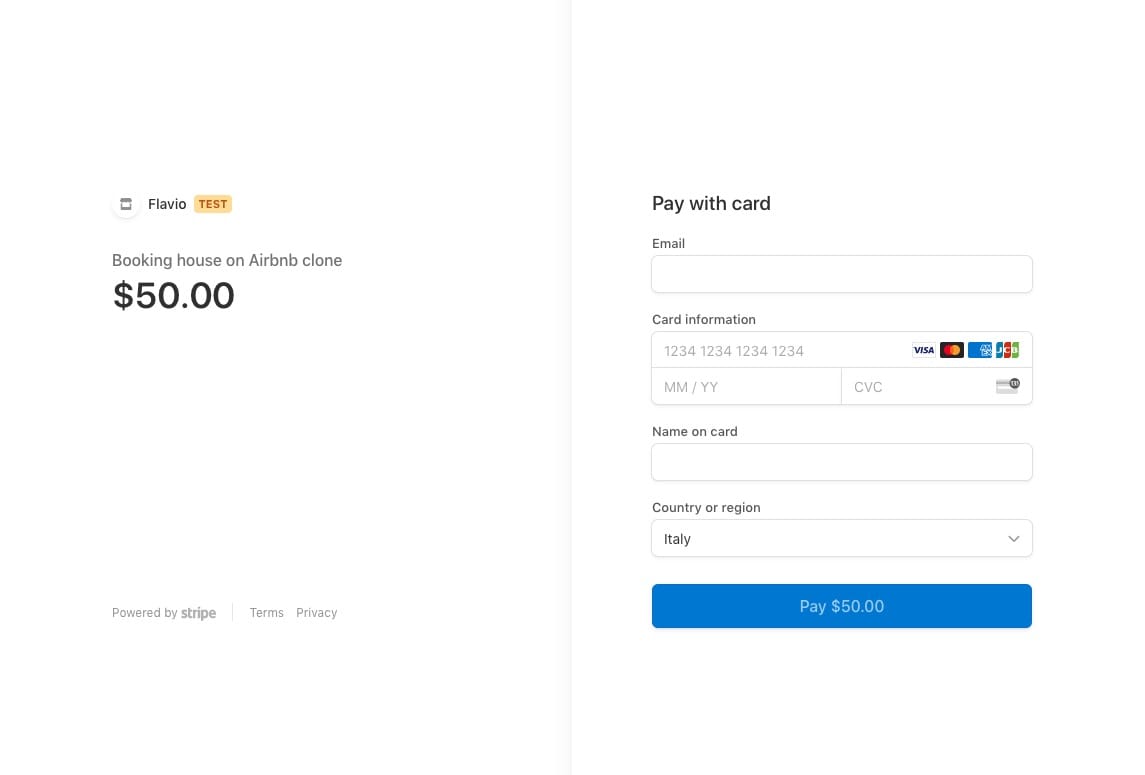 Flavio TEST
Booking house on Airbnb clone
$50.00
Powered by stripe
Terms Privacy
Pay with card
Email
Card information
1234 1234 1234 1234 VISA AMEX JCB
MM / YY CVC
Name on card
Country or region
Italy
Pay $50.00